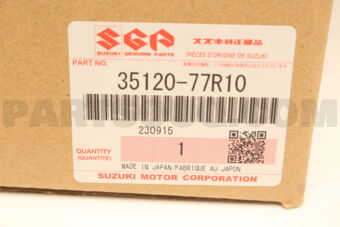 SGP
スズキ純正部品
SUZUKI GENUINE PARTS
PIÈCES D'ORIGINE DE SUZUKI
PART NO.
35120-77R10
230915
QUANTITY
(QUANTITÉ)
1
MADE IN JAPAN/FABRIQUE AU JAPON
SUZUKI MOTOR CORPORATION